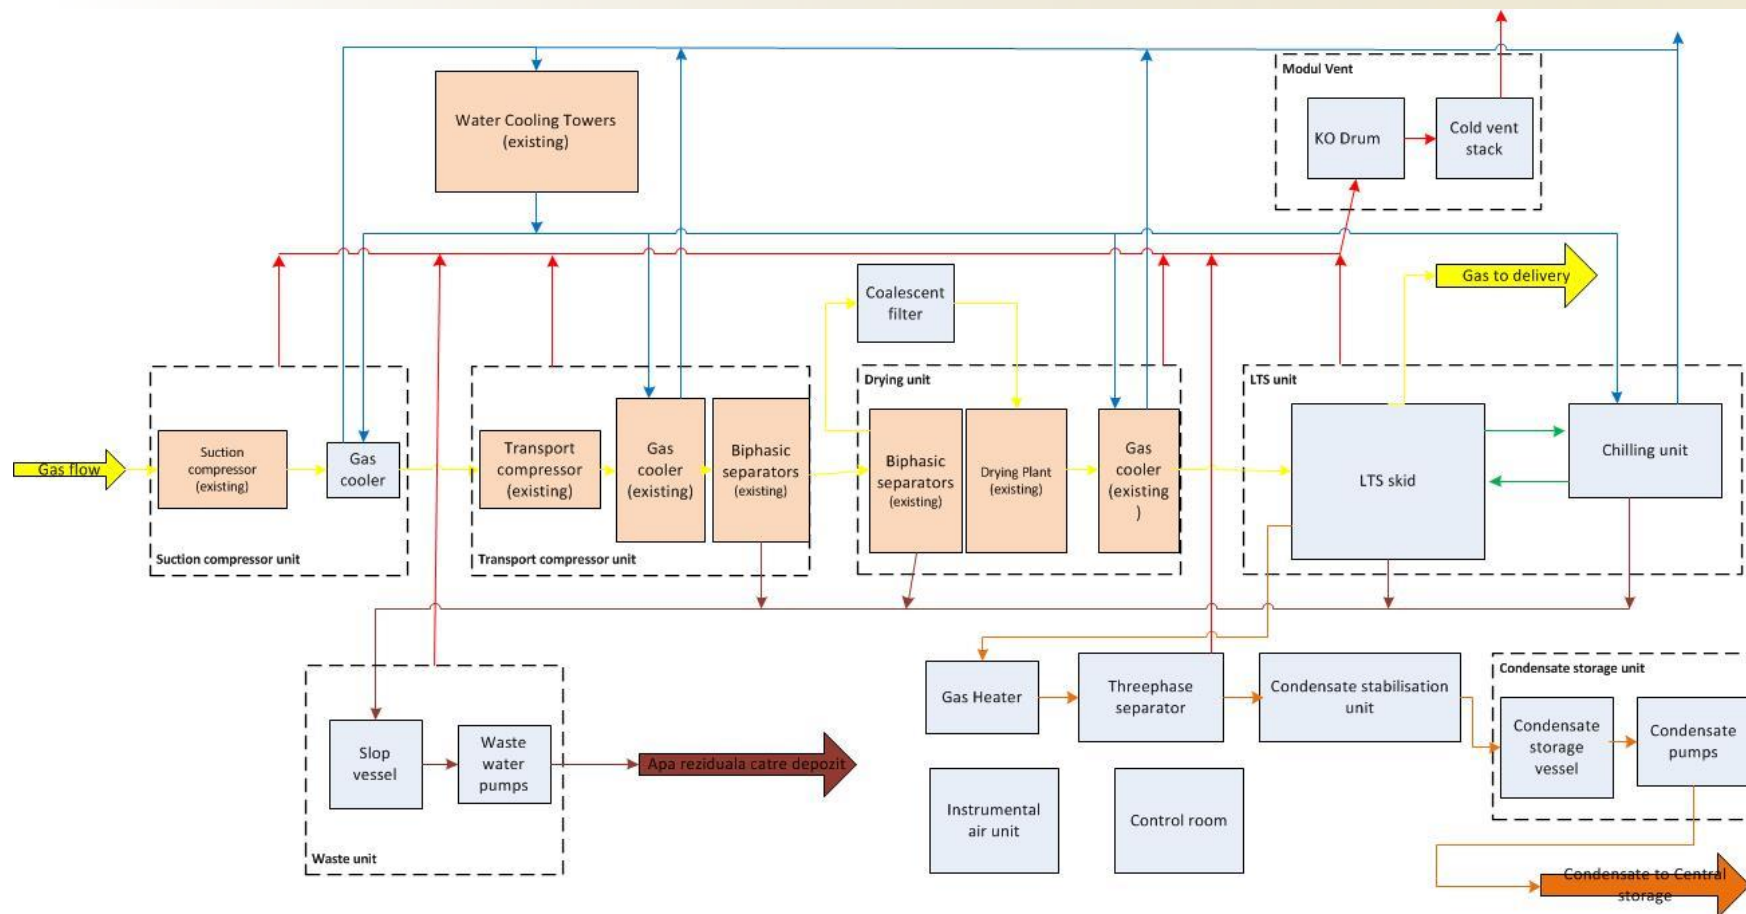 Modul Vent
Water Cooling Towers
(existing)
KO Drum
Cold vent
stack
Gas to delivery
Coalescent
filter
Drying unit
LTS unit
Gas flow
Suction
compressor
(existing)
Gas
cooler
Suction compressor unit
Transport
compressor
(existing)
Gas
cooler
(existing)
Biphasic
separators
(existing)
Transport compressor unit
Biphasic
separators
(existing)
Drying Plant
(existing)
Gas
cooler
(existing
)
LTS skid
Chilling unit
Slop
vessel
Waste
water
pumps
Waste unit
Apa reziduala catre depozit
Gas Heater
Threephase
separator
Condensate stabilisation
unit
Condensate storage unit
Condensate
storage
vessel
Condensate
pumps
Instrumental
air unit
Control room
Condensate to Central
storage